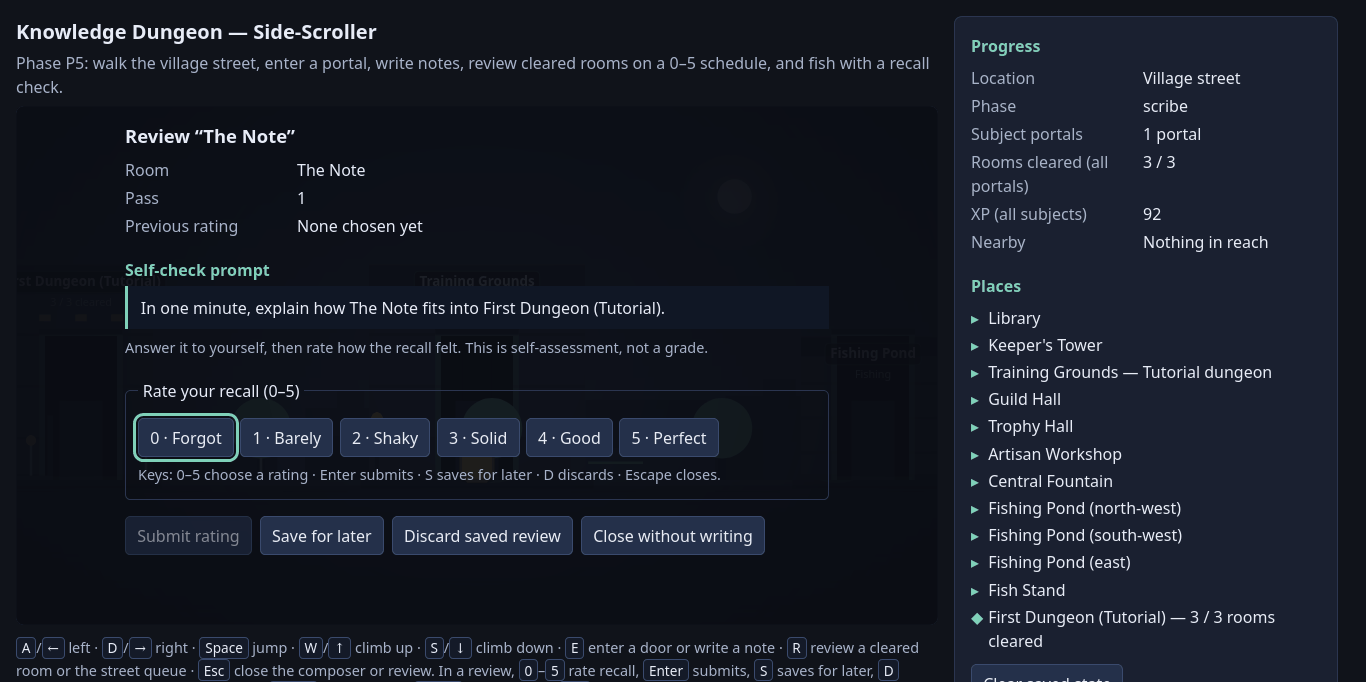 Knowledge Dungeon — Side-Scroller
Phase P5: walk the village street, enter a portal, write notes, review cleared rooms on a 0–5 schedule, and fish with a recall
check.
Review “The Note”
Room The Note
Pass 1
Previous rating None chosen yet
Self-check prompt
rst Dungeon (Tutorial)
Training Grounds
In one minute, explain how The Note fits into First Dungeon (Tutorial).
Answer it to yourself, then rate how the recall felt. This is self-assessment, not a grade.
Fishing Pond
Rate your recall (0–5)
0 · Forgot 1 · Barely 2 · Shaky 3 · Solid 4 · Good 5 · Perfect
Keys: 0–5 choose a rating · Enter submits · S saves for later · D discards · Escape closes.
Submit rating Save for later Discard saved review Close without writing
A/← left · D/→ right · Space jump · W/↑ climb up · S/↓ climb down · E enter a door or write a note · R review a cleared
room or the street queue · Esc close the composer or review. In a review, 0–5 rate recall, Enter submits, S saves for later, D
Progress
Location Village street
Phase scribe
Subject portals 1 portal
Rooms cleared (all 3 / 3
portals)
XP (all subjects) 92
Nearby Nothing in reach
Places
▸ Library
▸ Keeper's Tower
▸ Training Grounds — Tutorial dungeon
▸ Guild Hall
▸ Trophy Hall
▸ Artisan Workshop
▸ Central Fountain
▸ Fishing Pond (north-west)
▸ Fishing Pond (south-west)
▸ Fishing Pond (east)
▸ Fish Stand
◆ First Dungeon (Tutorial) — 3 / 3 rooms
cleared
Clear saved state